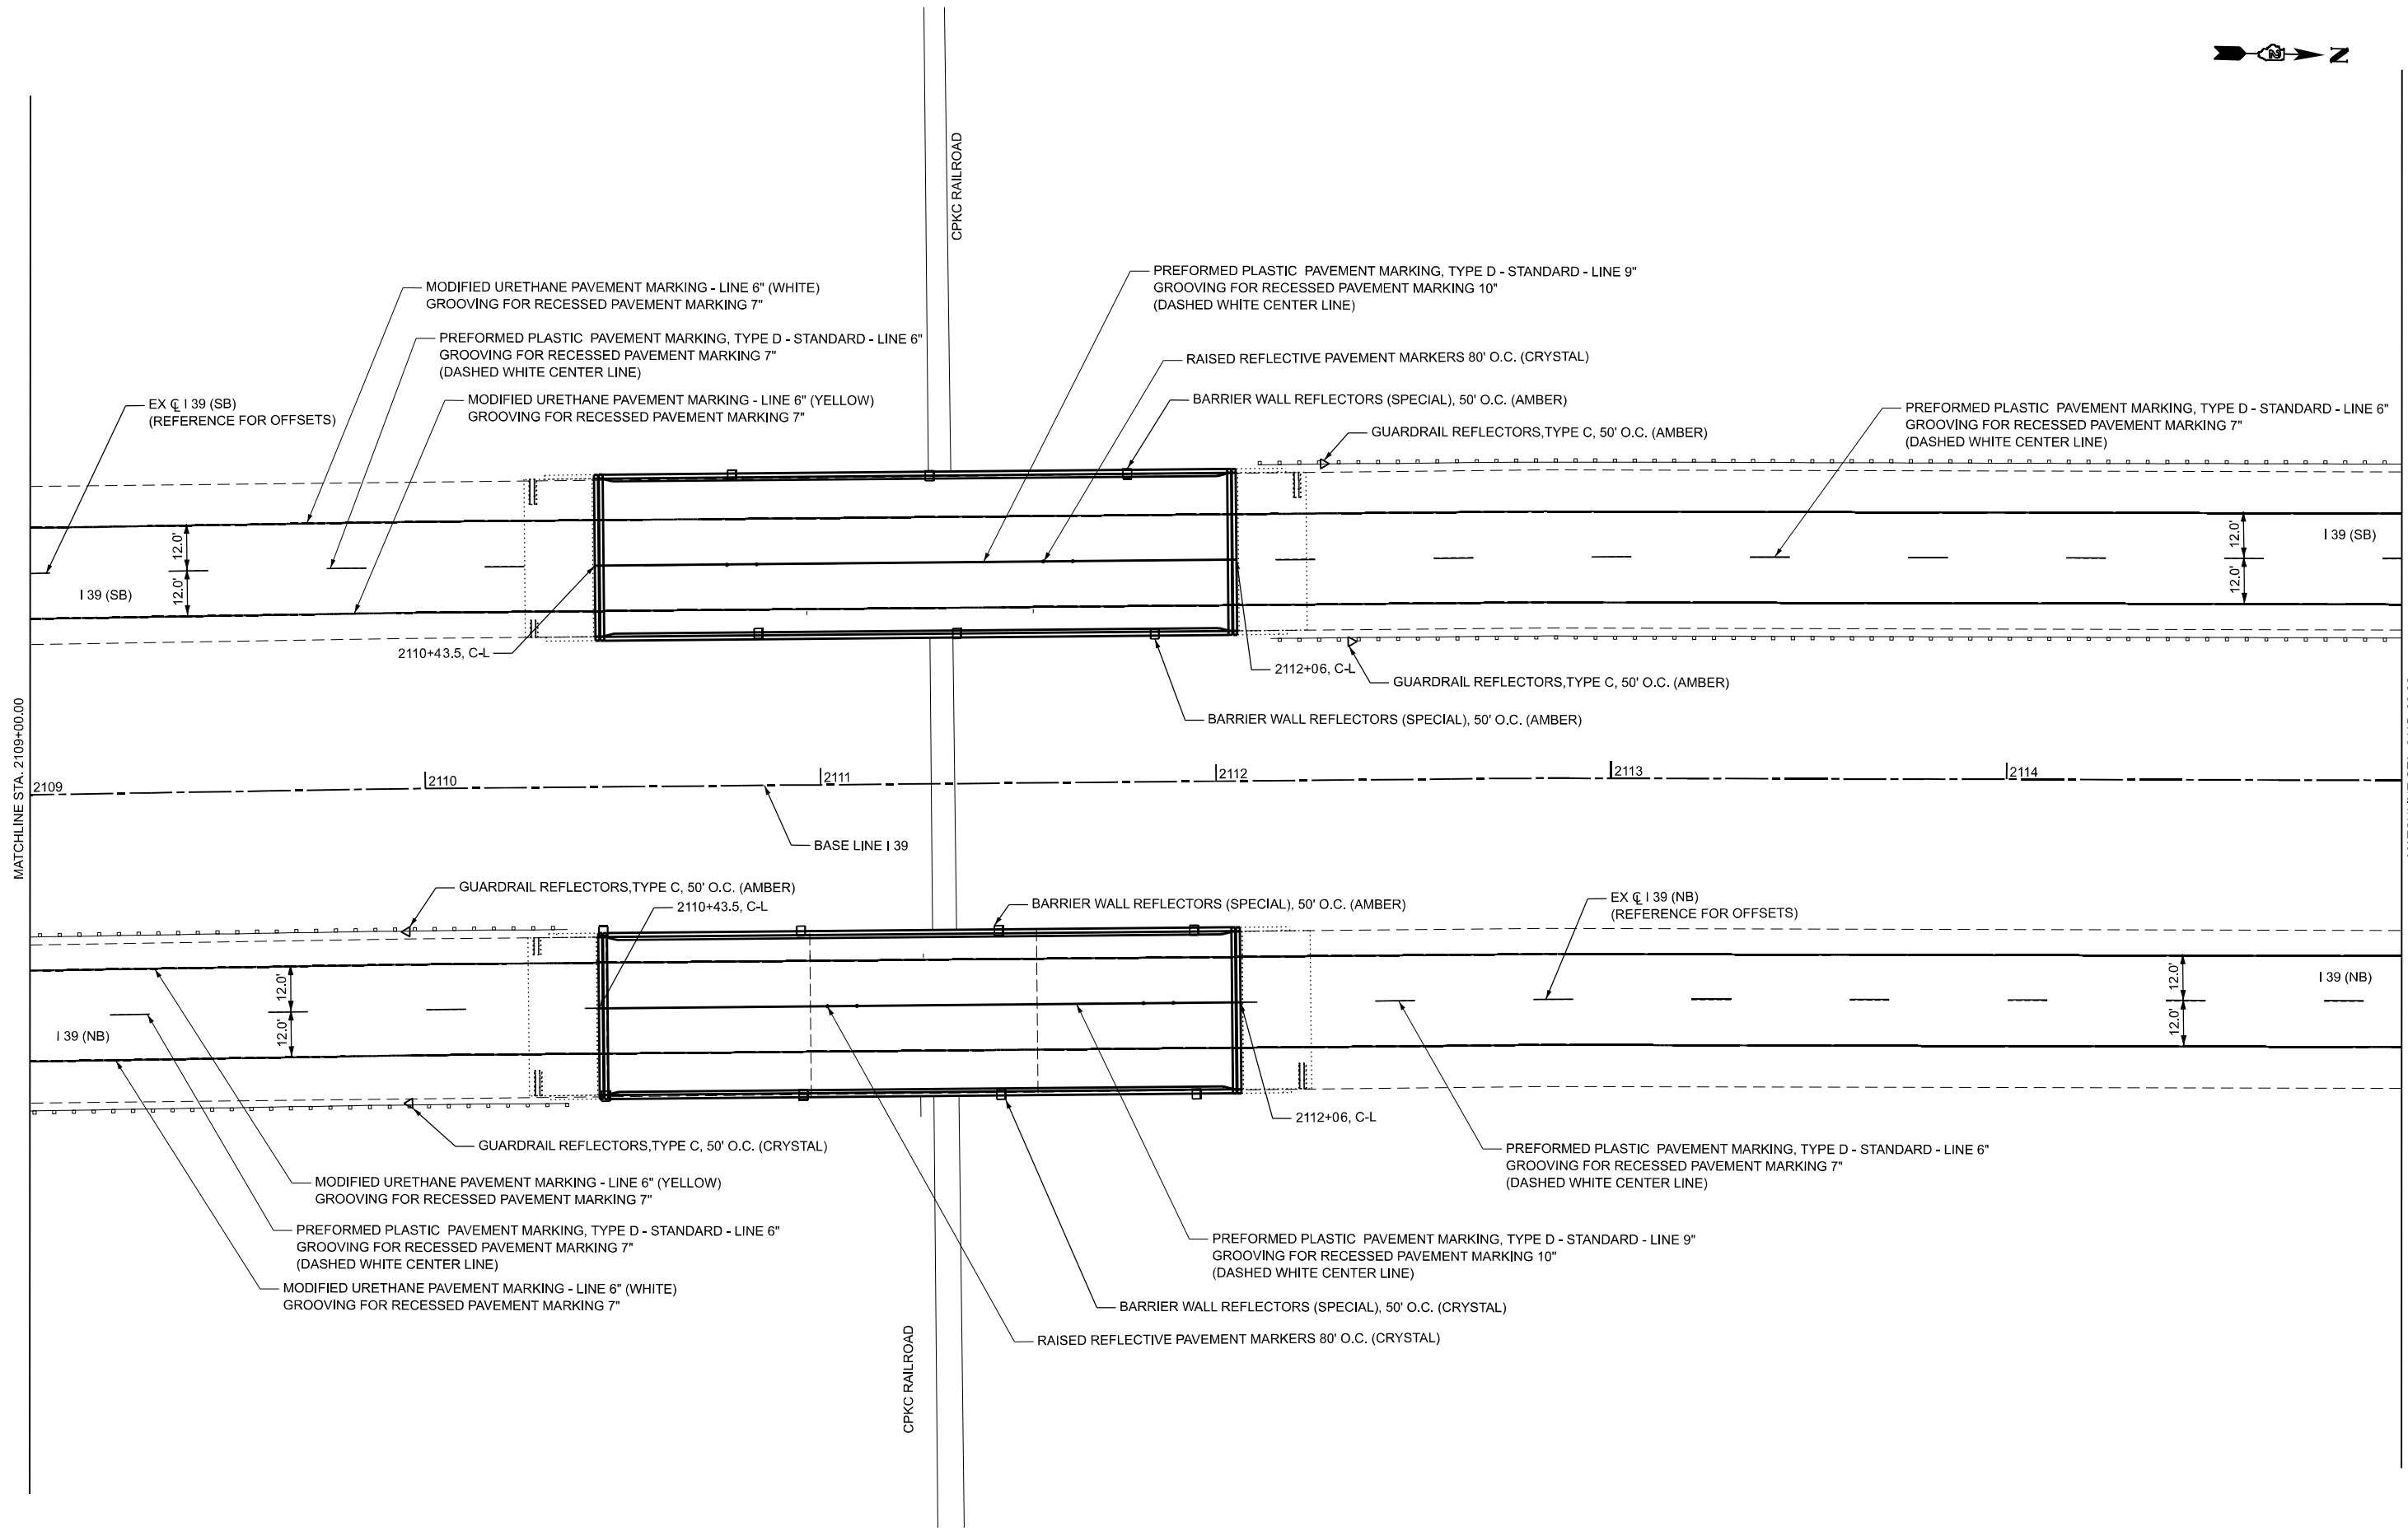 N
CPKC RAILROAD
MODIFIED URETHANE PAVEMENT MARKING - LINE 6" (WHITE)
GROOVING FOR RECESSED PAVEMENT MARKING 7"
PREFORMED PLASTIC PAVEMENT MARKING, TYPE D - STANDARD - LINE 6"
GROOVING FOR RECESSED PAVEMENT MARKING 7"
(DASHED WHITE CENTER LINE)
MODIFIED URETHANE PAVEMENT MARKING - LINE 6" (YELLOW)
GROOVING FOR RECESSED PAVEMENT MARKING 7"
EX ℄ I 39 (SB)
(REFERENCE FOR OFFSETS)
PREFORMED PLASTIC PAVEMENT MARKING, TYPE D - STANDARD - LINE 9"
GROOVING FOR RECESSED PAVEMENT MARKING 10"
(DASHED WHITE CENTER LINE)
RAISED REFLECTIVE PAVEMENT MARKERS 80' O.C. (CRYSTAL)
BARRIER WALL REFLECTORS (SPECIAL), 50' O.C. (AMBER)
GUARDRAIL REFLECTORS,TYPE C, 50' O.C. (AMBER)
PREFORMED PLASTIC PAVEMENT MARKING, TYPE D - STANDARD - LINE 6"
GROOVING FOR RECESSED PAVEMENT MARKING 7"
(DASHED WHITE CENTER LINE)
12.0'
12.0'
I 39 (SB)
12.0'
12.0'
I 39 (SB)
2110+43.5, C-L
2112+06, C-L
GUARDRAIL REFLECTORS,TYPE C, 50' O.C. (AMBER)
BARRIER WALL REFLECTORS (SPECIAL), 50' O.C. (AMBER)
MATCHLINE STA. 2109+00.00
2109
2110
2111
2112
2113
2114
BASE LINE I 39
GUARDRAIL REFLECTORS,TYPE C, 50' O.C. (AMBER)
2110+43.5, C-L
BARRIER WALL REFLECTORS (SPECIAL), 50' O.C. (AMBER)
EX ℄ I 39 (NB)
(REFERENCE FOR OFFSETS)
12.0'
12.0'
I 39 (NB)
12.0'
12.0'
I 39 (NB)
2112+06, C-L
GUARDRAIL REFLECTORS,TYPE C, 50' O.C. (CRYSTAL)
MODIFIED URETHANE PAVEMENT MARKING - LINE 6" (YELLOW)
GROOVING FOR RECESSED PAVEMENT MARKING 7"
PREFORMED PLASTIC PAVEMENT MARKING, TYPE D - STANDARD - LINE 6"
GROOVING FOR RECESSED PAVEMENT MARKING 7"
(DASHED WHITE CENTER LINE)
MODIFIED URETHANE PAVEMENT MARKING - LINE 6" (WHITE)
GROOVING FOR RECESSED PAVEMENT MARKING 7"
PREFORMED PLASTIC PAVEMENT MARKING, TYPE D - STANDARD - LINE 6"
GROOVING FOR RECESSED PAVEMENT MARKING 7"
(DASHED WHITE CENTER LINE)
PREFORMED PLASTIC PAVEMENT MARKING, TYPE D - STANDARD - LINE 9"
GROOVING FOR RECESSED PAVEMENT MARKING 10"
(DASHED WHITE CENTER LINE)
BARRIER WALL REFLECTORS (SPECIAL), 50' O.C. (CRYSTAL)
RAISED REFLECTIVE PAVEMENT MARKERS 80' O.C. (CRYSTAL)
CPKC RAILROAD